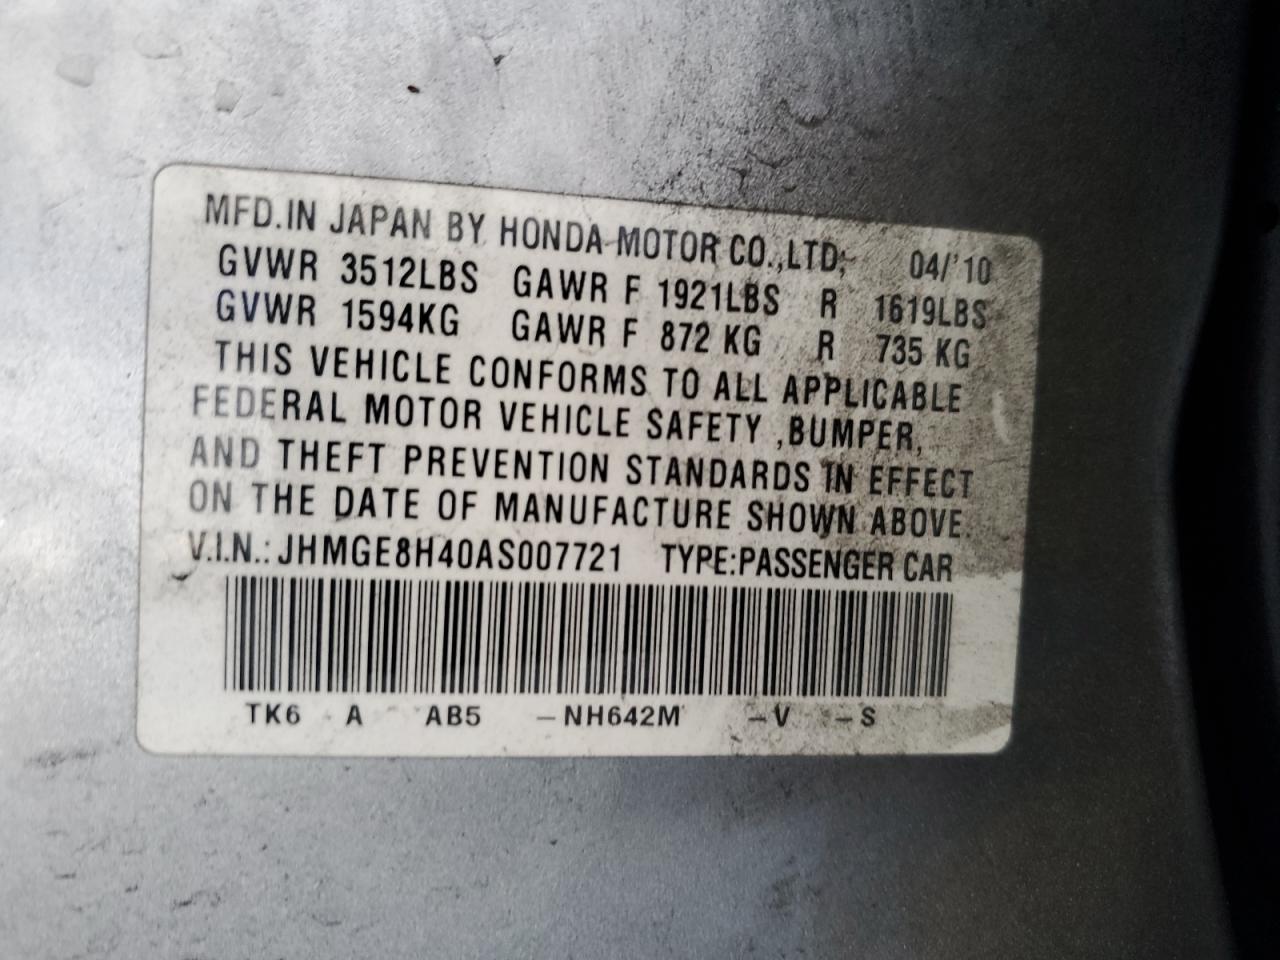 MFD.IN JAPAN BY HONDA MOTOR CO.,LTD. 04/'10
GVWR 3512LBS GAWR F 1921LBS R 1619LBS
GVWR 1594KG GAWR F 872 KG R 735 KG
THIS VEHICLE CONFORMS TO ALL APPLICABLE
FEDERAL MOTOR VEHICLE SAFETY ,BUMPER,
AND THEFT PREVENTION STANDARDS IN EFFECT
ON THE DATE OF MANUFACTURE SHOWN ABOVE.
V.I.N.: JHMGE8H40AS007721 TYPE:PASSENGER CAR
TK6 A AB5 –NH642M –V –S